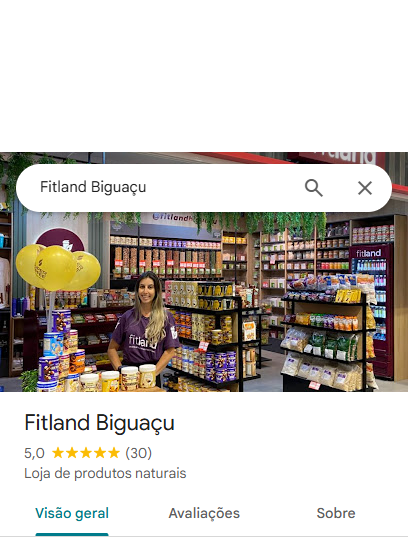 fitland
Fitland Biguaçu
@fitland
fitland
fitland
Fitland Biguaçu
5,0 (30)
Loja de produtos naturais
Visão geral
Avaliações
Sobre